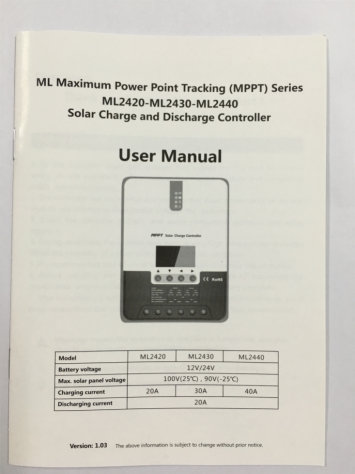 ML Maximum Power Point Tracking (MPPT) Series
ML2420-ML2430-ML2440
Solar Charge and Discharge Controller
User Manual
MPPT Solar Charge Controller
CE RoHS
Model ML2420 ML2430 ML2440
Battery voltage 12V/24V
Max. solar panel voltage 100V(25℃) , 90V(-25℃)
Charging current 20A 30A 40A
Discharging current 20A
Version: 1.03 The above information is subject to change without prior notice.